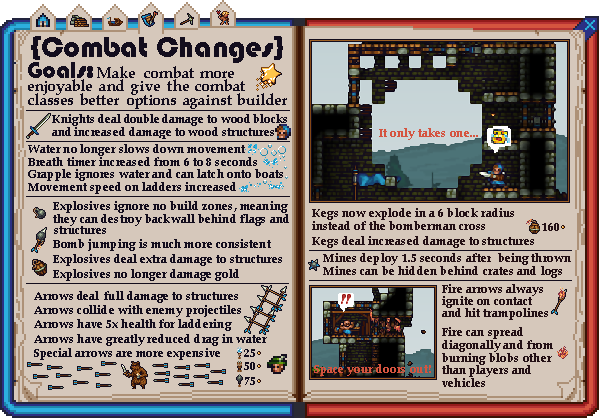 {Combat Changes}
Goals: Make combat more
enjoyable and give the combat
classes better options against builder
Knights deal double damage to wood blocks
and increased damage to wood structures
Water no longer slows down movement
Breath timer increased from 6 to 8 seconds
Grapple ignores water and can latch onto boats
Movement speed on ladders increased
Explosives ignore no build zones, meaning
they can destroy backwall behind flags and
structures
Bomb jumping is much more consistent
Explosives deal extra damage to structures
Explosives no longer damage gold
Arrows deal full damage to structures
Arrows collide with enemy projectiles
Arrows have 5x health for laddering
Arrows have greatly reduced drag in water
Special arrows are more expensive
25
50
75
It only takes one...
Kegs now explode in a 6 block radius
instead of the bomberman cross
160
Kegs deal increased damage to structures
Mines deploy 1.5 seconds after being thrown
Mines can be hidden behind crates and logs
!!
Space your doors out!
Fire arrows always
ignite on contact
and hit trampolines
Fire can spread
diagonally and from
burning blobs other
than players and
vehicles